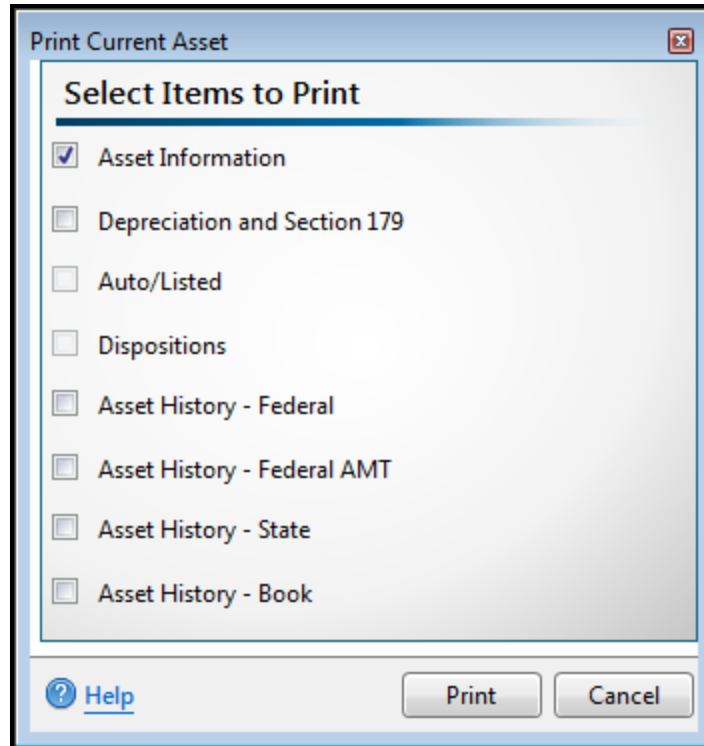 Print Current Asset
Select Items to Print
Asset Information
Depreciation and Section 179
Auto/Listed
Dispositions
Asset History - Federal
Asset History - Federal AMT
Asset History - State
Asset History - Book
Help Print Cancel